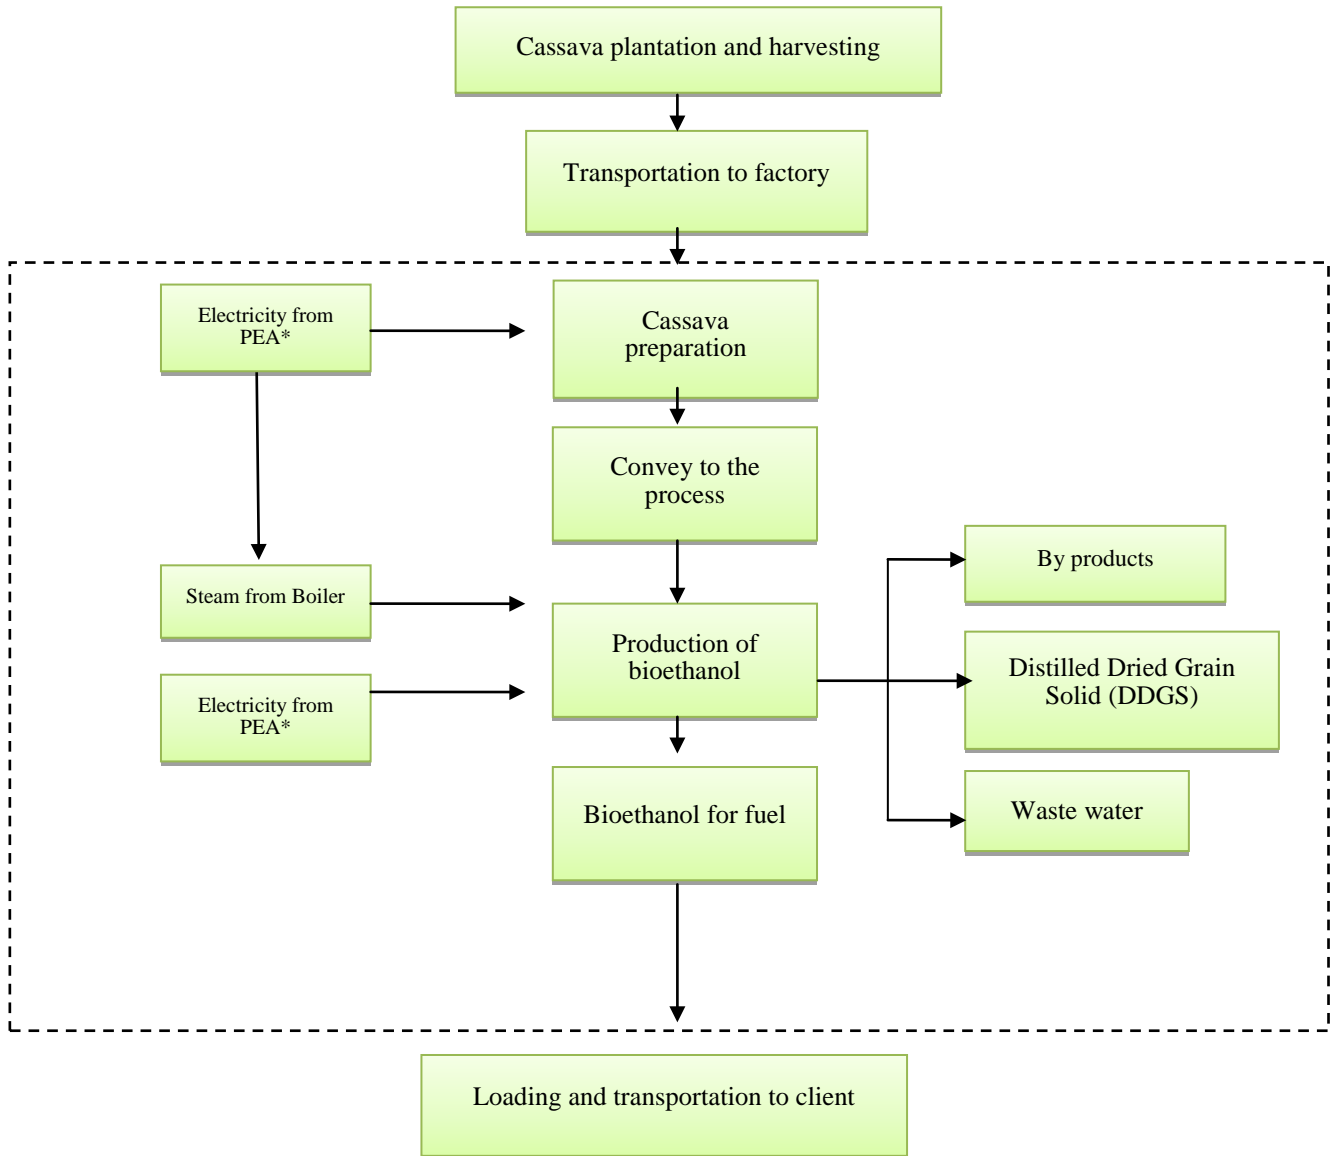 Cassava plantation and harvesting
Transportation to factory
Electricity from
PEA*
Cassava
preparation
Convey to the
process
Steam from Boiler
Electricity from
PEA*
Production of
bioethanol
By products
Distilled Dried Grain
Solid (DDGS)
Waste water
Bioethanol for fuel
Loading and transportation to client